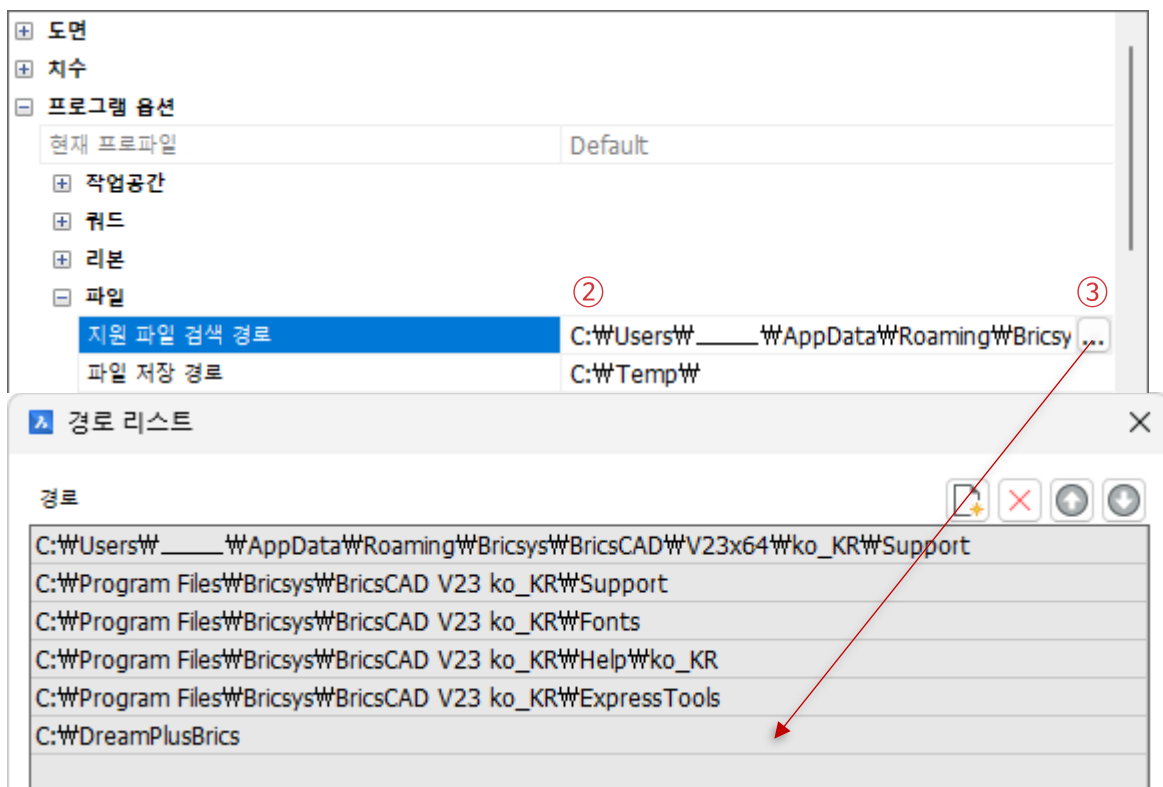 도면
치수
프로그램 옵션
현재 프로파일 Default
작업공간
쿼드
리본
파일 ② ③
지원 파일 검색 경로 C:₩Users₩______₩AppData₩Roaming₩Bricsy ...
파일 저장 경로 C:₩Temp₩
경로 리스트
경로
C:₩Users₩______₩AppData₩Roaming₩Bricsys₩BricsCAD₩V23x64₩ko_KR₩Support
C:₩Program Files₩Bricsys₩BricsCAD V23 ko_KR₩Support
C:₩Program Files₩Bricsys₩BricsCAD V23 ko_KR₩Fonts
C:₩Program Files₩Bricsys₩BricsCAD V23 ko_KR₩Help₩ko_KR
C:₩Program Files₩Bricsys₩BricsCAD V23 ko_KR₩ExpressTools
C:₩DreamPlusBrics